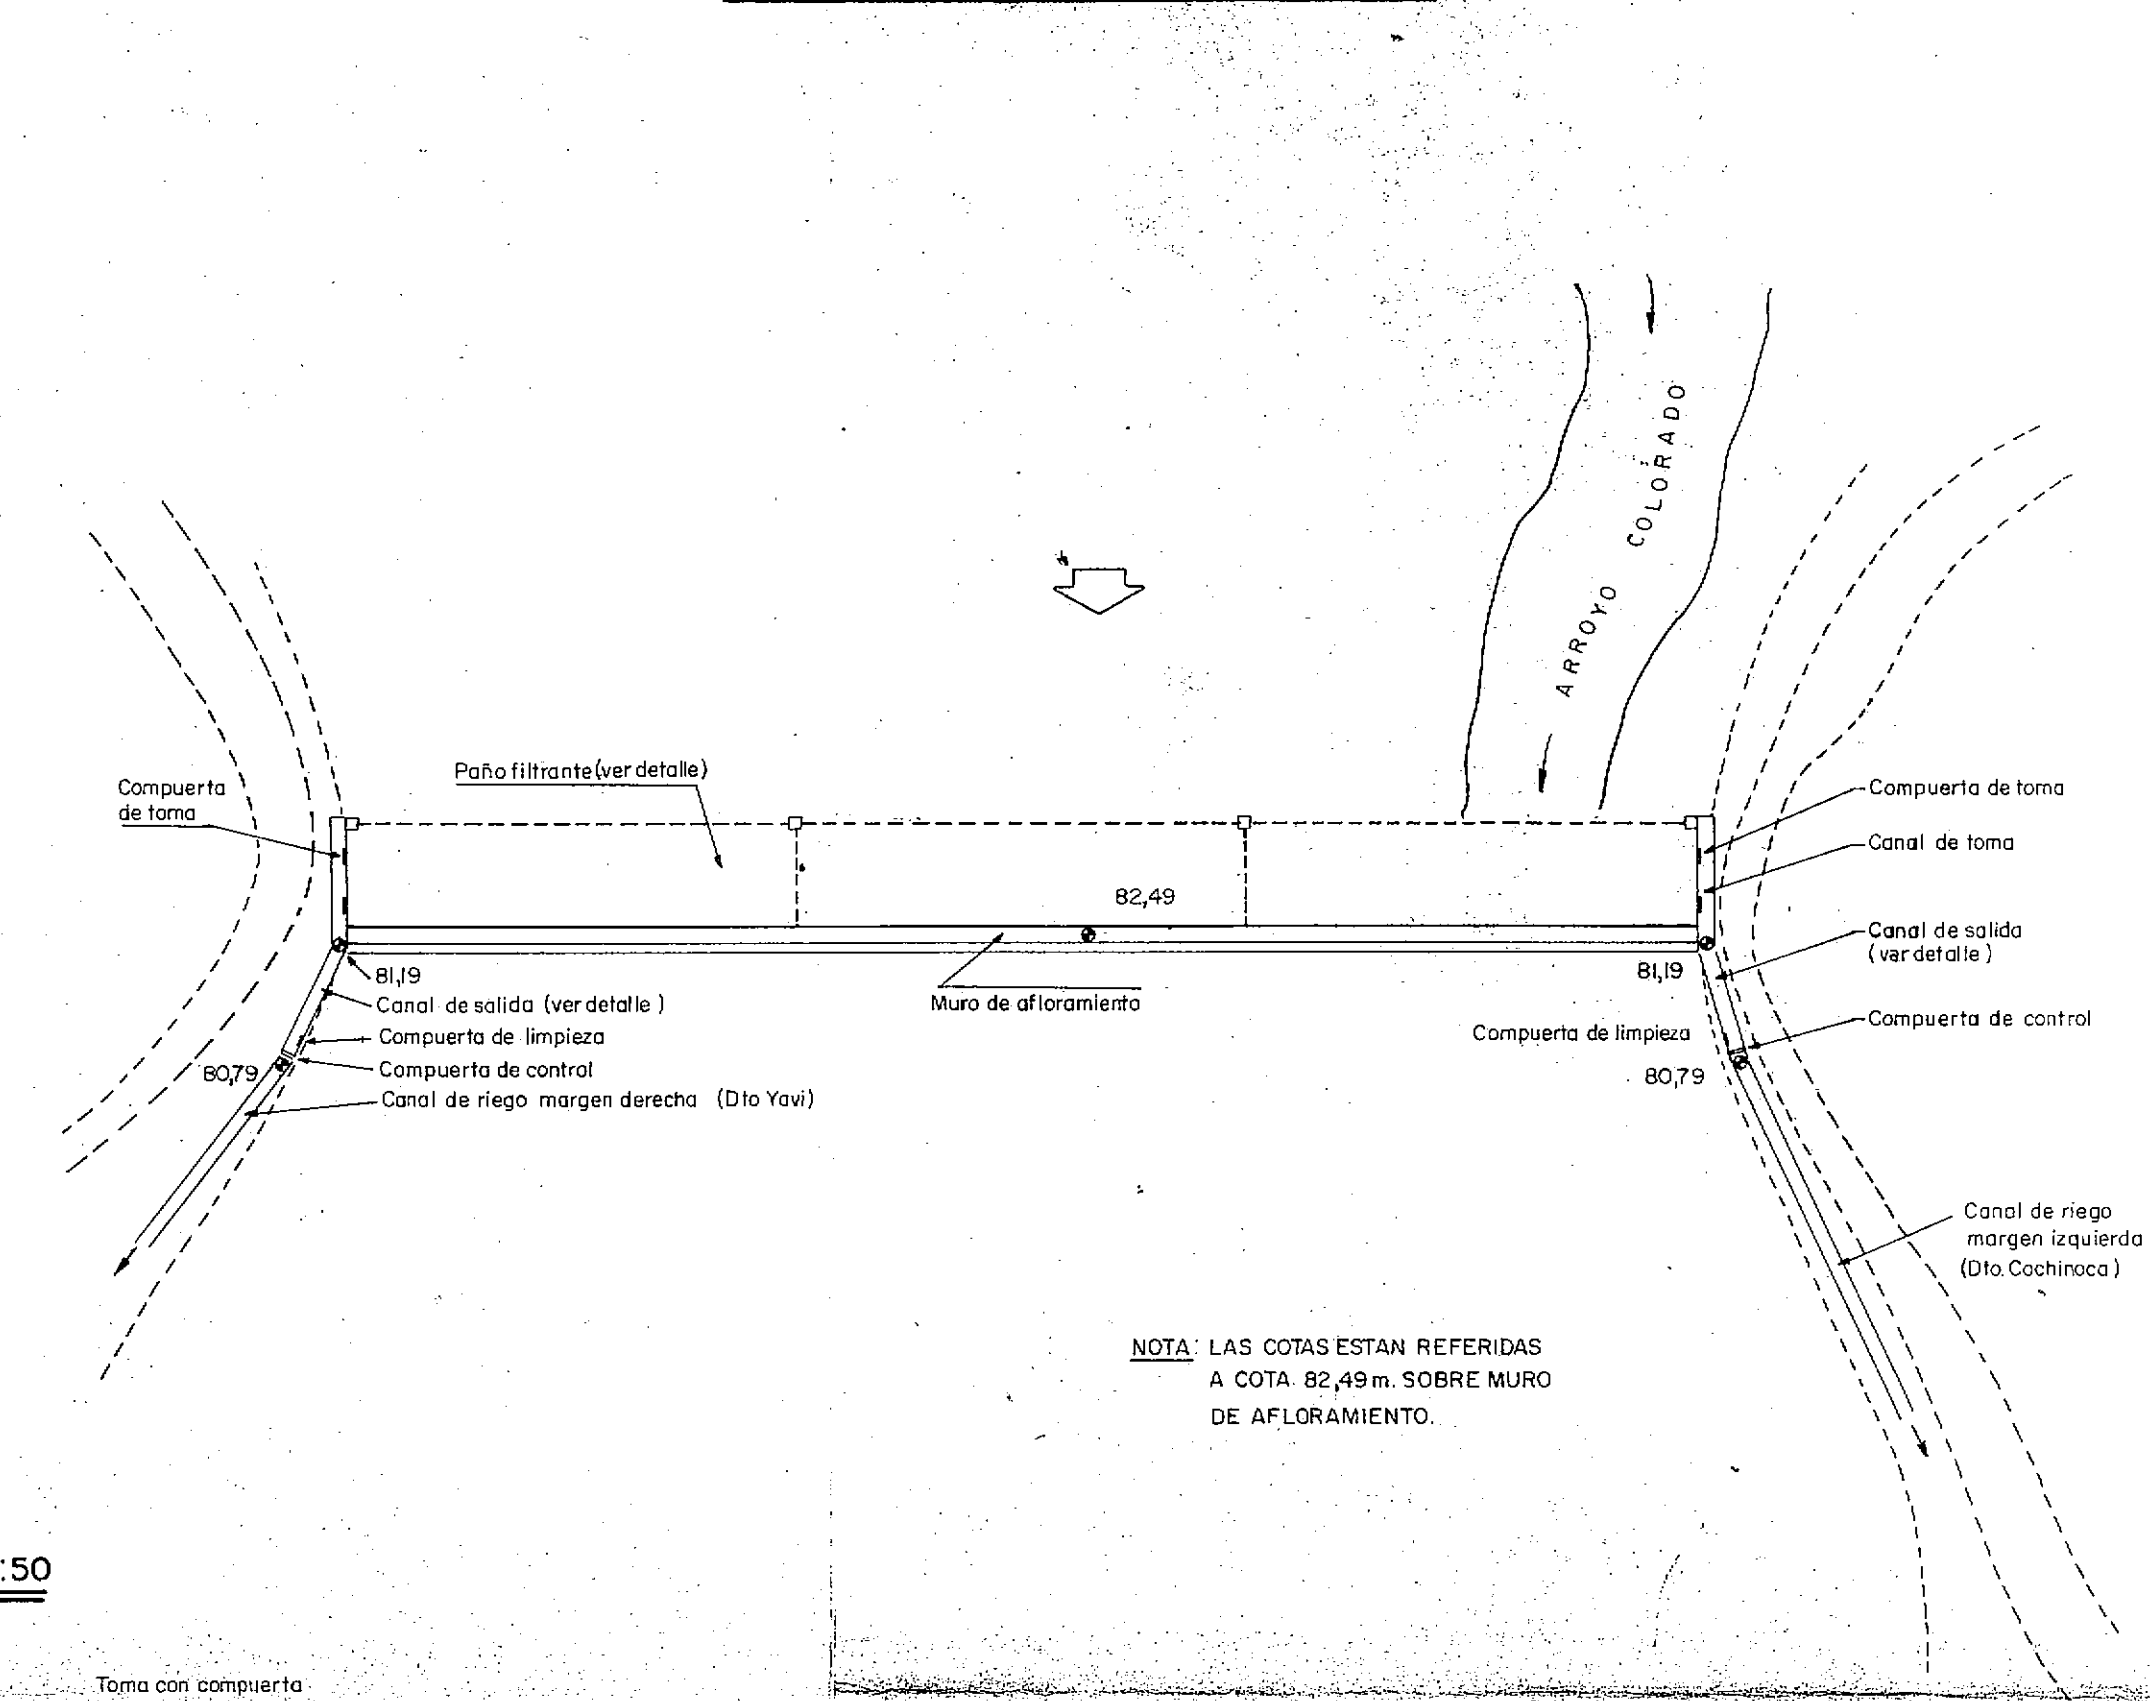 ARROYO COLORADO
Paño filtrante (ver detalle)
Compuerta
de toma
Compuerta de toma
Canal de toma
82,49
Canal de salida
(var detalle)
81,19
81,19
Canal de salida (ver detalle)
Muro de afloramiento
Compuerta de limpieza
Compuerta de limpieza
Compuerta de control
Compuerta de control
80,79
80,79
Canal de riego margen derecha (Dto Yavi)
Canal de riego
margen izquierda
(Dto. Cochinoca)
NOTA: LAS COTAS ESTAN REFERIDAS
A COTA 82,49 m. SOBRE MURO
DE AFLORAMIENTO.
:50
Toma con compuerta